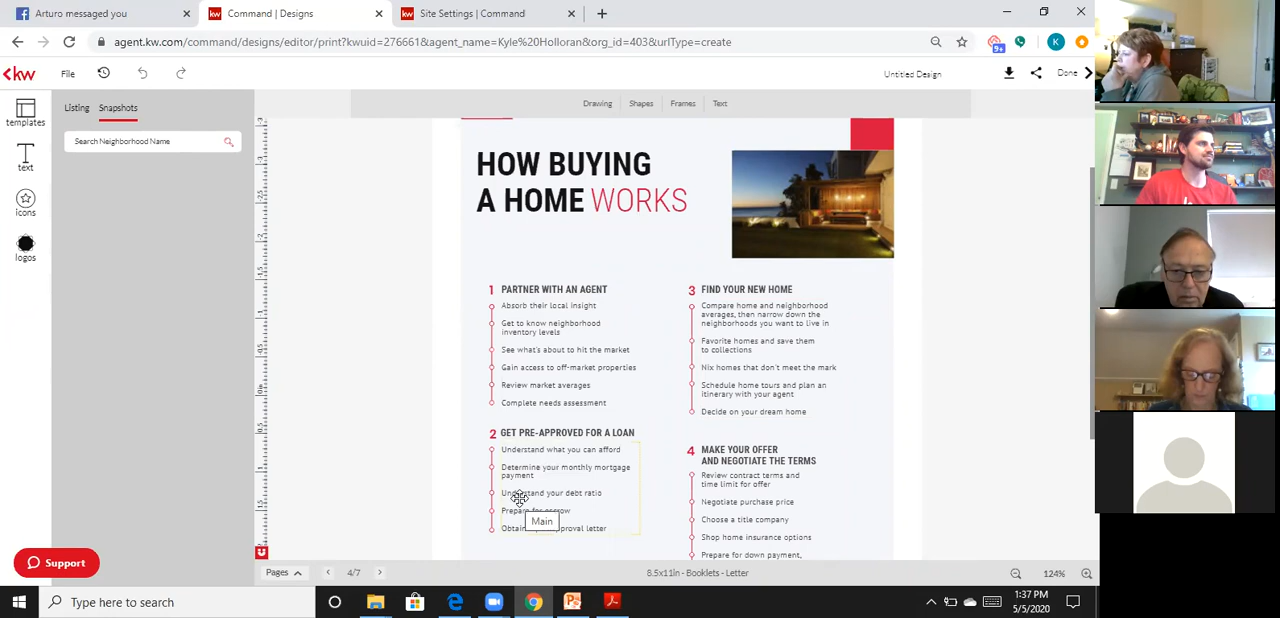 Arturo messaged you
Command | Designs
Site Settings | Command
agent.kw.com/command/designs/editor/print?kwuid=276661&agent_name=Kyle%20Holloran&org_id=403&urlType=create
9+
K
<kw
File
Untitled Design
Done
templates
text
icons
logos
Listing
Snapshots
Search Neighborhood Name
Drawing
Shapes
Frames
Text
HOW BUYING
A HOME WORKS
1 PARTNER WITH AN AGENT
Absorb their local insight
Get to know neighborhood
inventory levels
See what's about to hit the market
Gain access to off-market properties
Review market averages
Complete needs assessment
2 GET PRE-APPROVED FOR A LOAN
Understand what you can afford
Determine your monthly mortgage
payment
Understand your debt ratio
Main
3 FIND YOUR NEW HOME
Compare home and neighborhood
averages, then narrow down the
neighborhoods you want to live in
Favorite homes and save them
to collections
Nix homes that don't meet the mark
Schedule home tours and plan an
itinerary with your agent
Decide on your dream home
4 MAKE YOUR OFFER
AND NEGOTIATE THE TERMS
Review contract terms and
time limit for offer
Negotiate purchase price
Choose a title company
Shop home insurance options
Prepare for down payment,
Support
Pages
4/7
8.5x11in - Booklets - Letter
124%
Type here to search
1:37 PM
5/5/2020